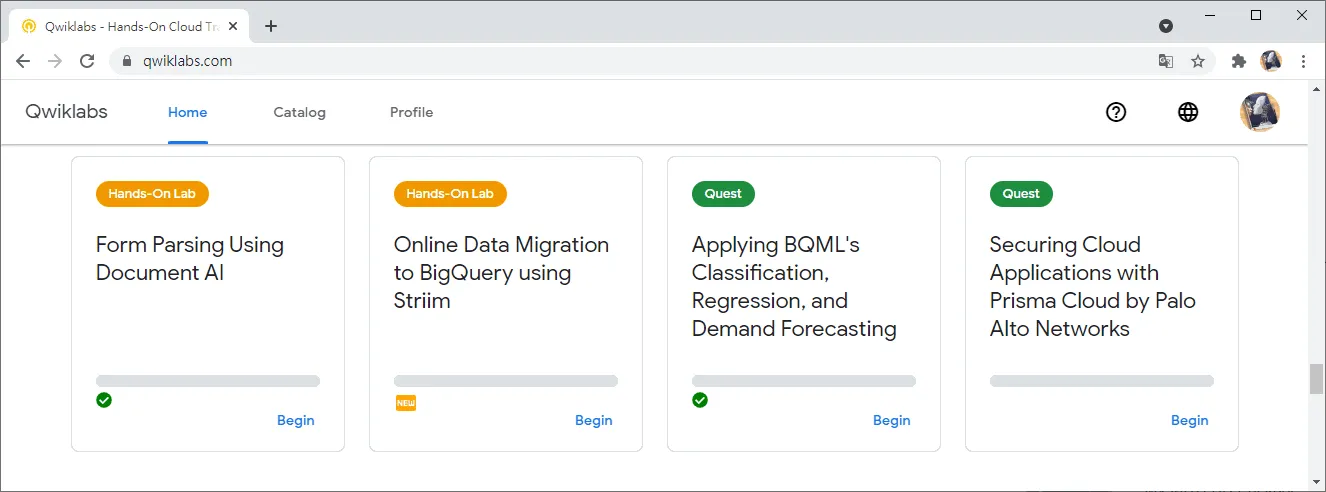 Qwiklabs - Hands-On Cloud Tra
qwiklabs.com
Qwiklabs
Home
Catalog
Profile
Hands-On Lab
Form Parsing Using
Document AI
Begin
Hands-On Lab
Online Data Migration
to BigQuery using
Striim
NEW
Begin
Quest
Applying BQML's
Classification,
Regression, and
Demand Forecasting
Begin
Quest
Securing Cloud
Applications with
Prisma Cloud by Palo
Alto Networks
Begin